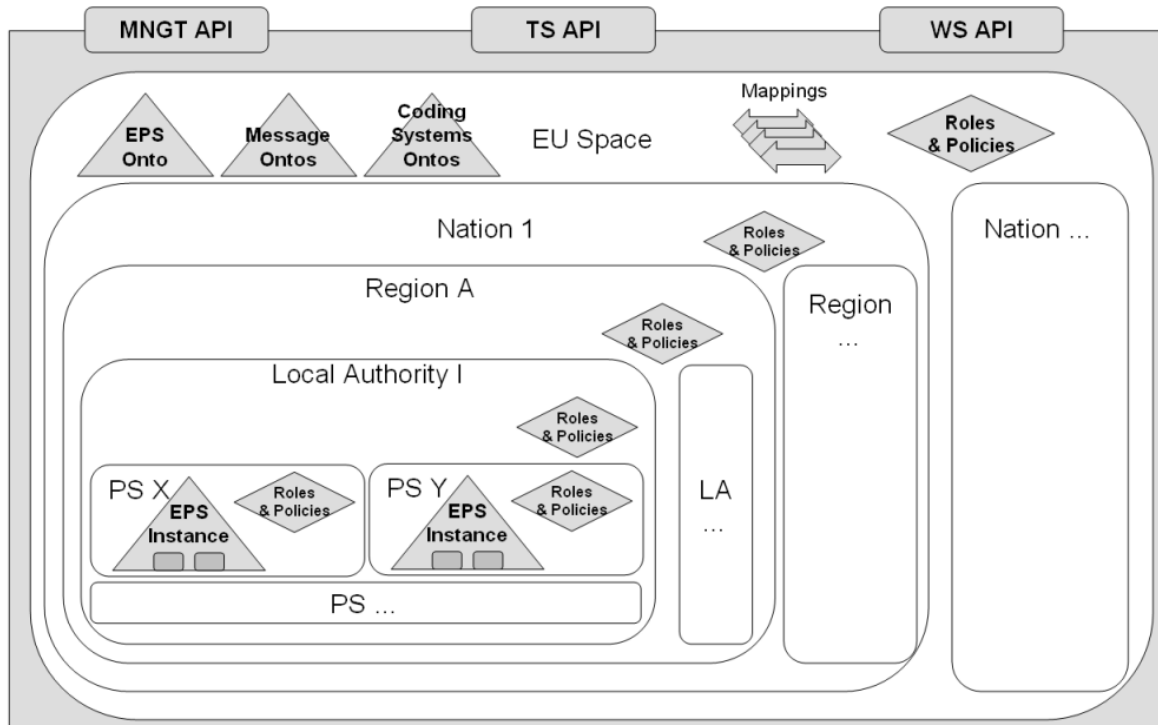 MNGT API
TS API
WS API
EPS
Onto
Message
Ontos
Coding
Systems
Ontos
EU Space
Mappings
Roles
& Policies
Nation 1
Roles
& Policies
Nation ...
Region A
Roles
& Policies
Region
...
Local Authority I
Roles
& Policies
PS X
EPS
Instance
Roles
& Policies
PS Y
EPS
Instance
Roles
& Policies
LA
...
PS ...